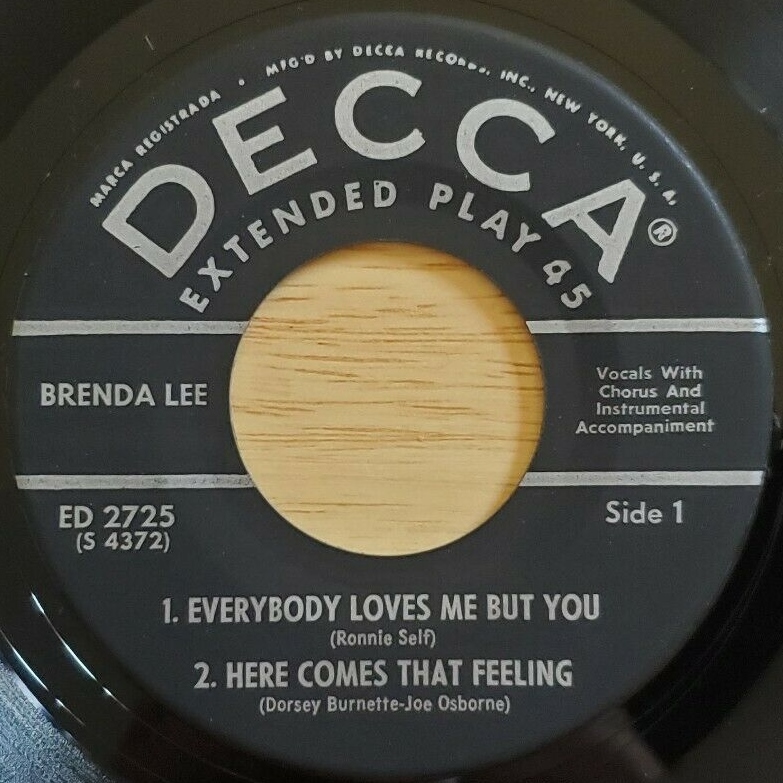 MARCA REGISTRADA • MFG'D BY DECCA RECORDS, INC., NEW YORK, U. S. A.
DECCA®
EXTENDED PLAY 45
BRENDA LEE
Vocals With
Chorus And
Instrumental
Accompaniment
ED 2725
(S 4372)
Side 1
1. EVERYBODY LOVES ME BUT YOU
(Ronnie Self)
2. HERE COMES THAT FEELING
(Dorsey Burnette-Joe Osborne)